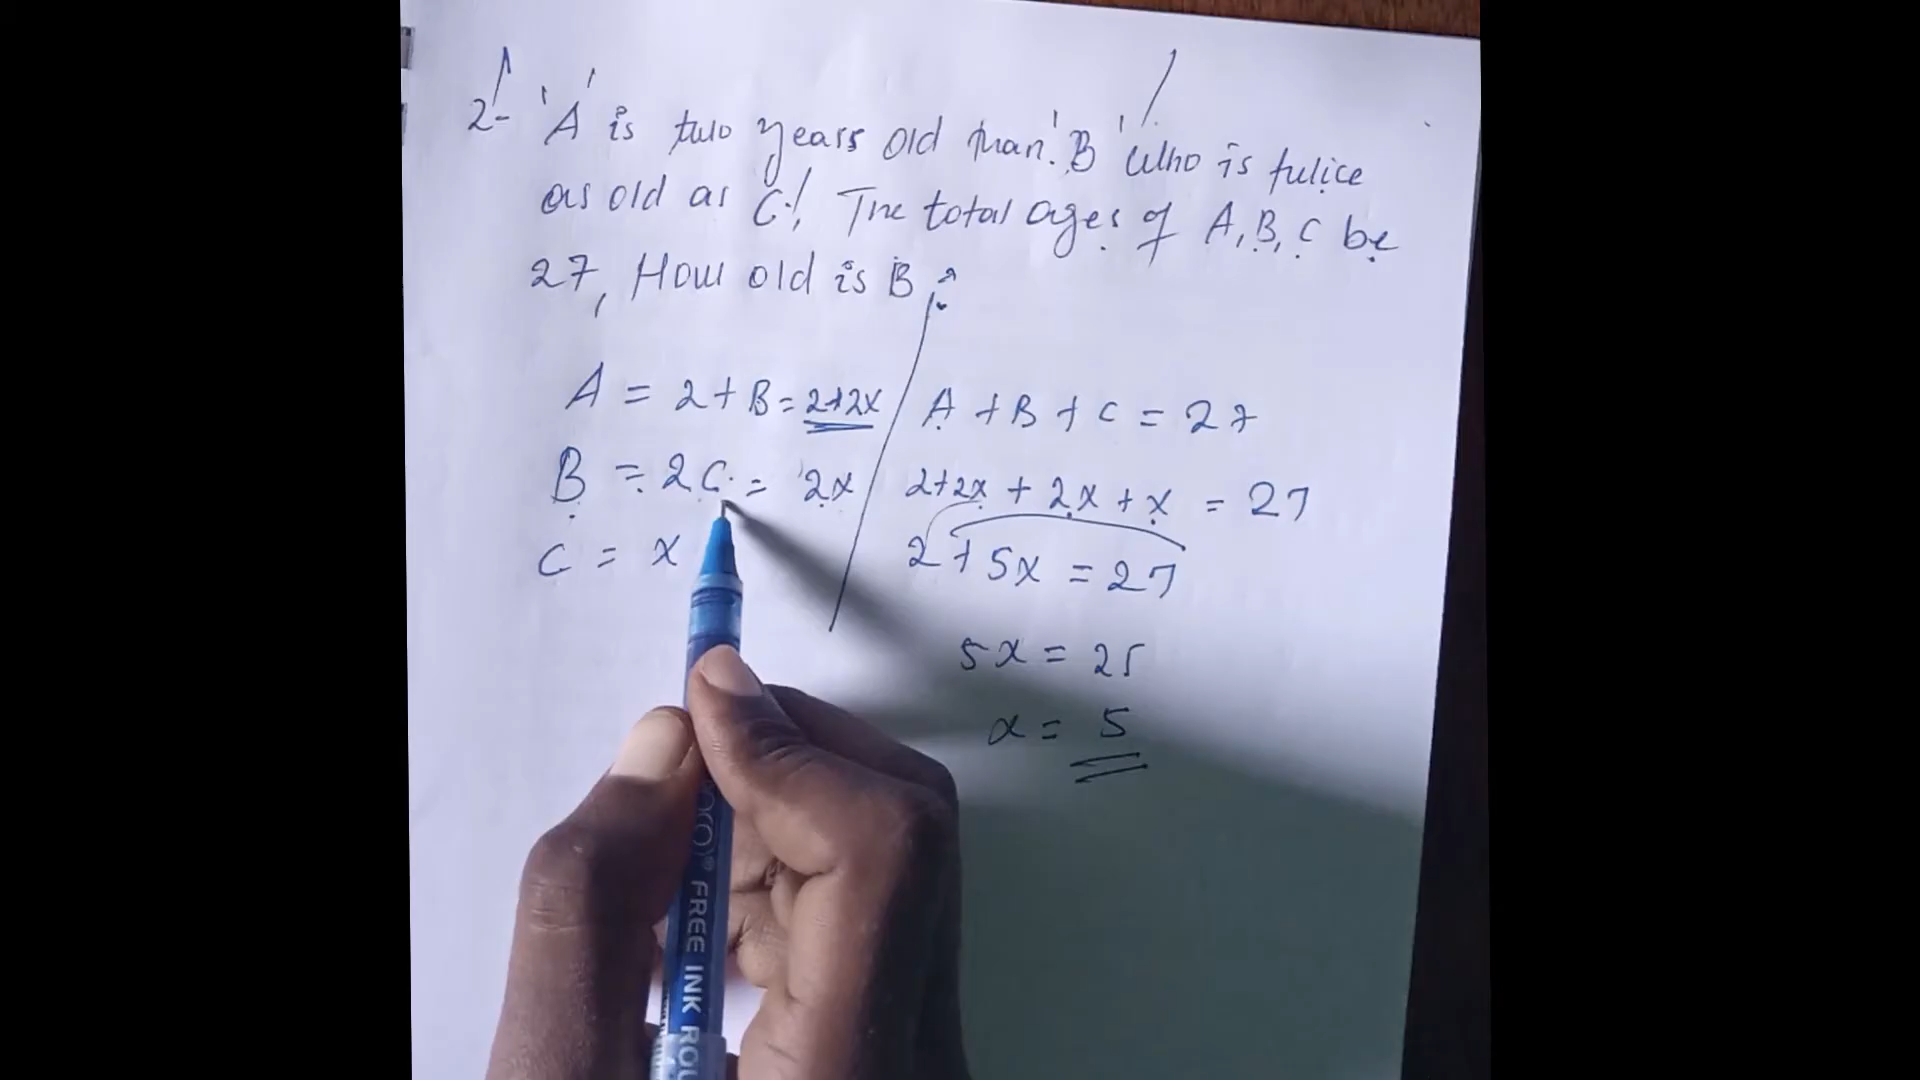 2- 'A' is two years old than 'B' who is twice
as old as C'. The total ages of A, B, C be
27, How old is B ?
A = 2 + B = 2+2x
B = 2C = 2x
C = x
A + B + C = 27
2+2x + 2x + x = 27
2 + 5x = 27
5x = 25
x = 5
FREE INK ROL